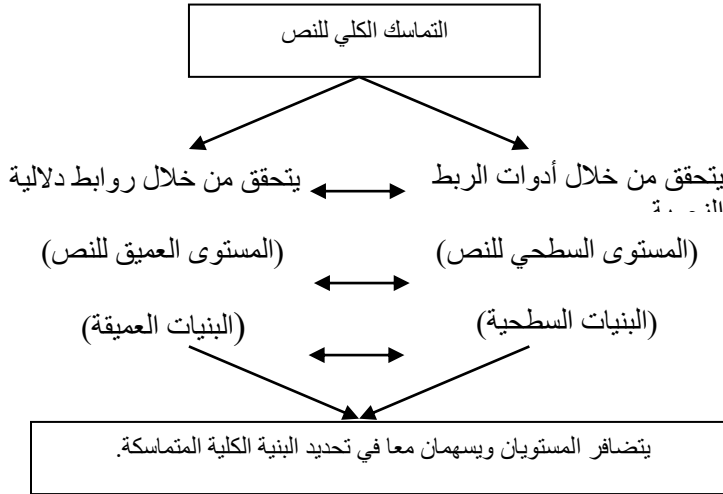 التماسك الكلي للنص
يتحقق من خلال أدوات الربط
يتحقق من خلال روابط دلالية
(المستوى السطحي للنص)
(المستوى العميق للنص)
(البنيات السطحية)
(البنيات العميقة)
يتضافر المستويان ويسهمان معا في تحديد البنية الكلية المتماسكة.